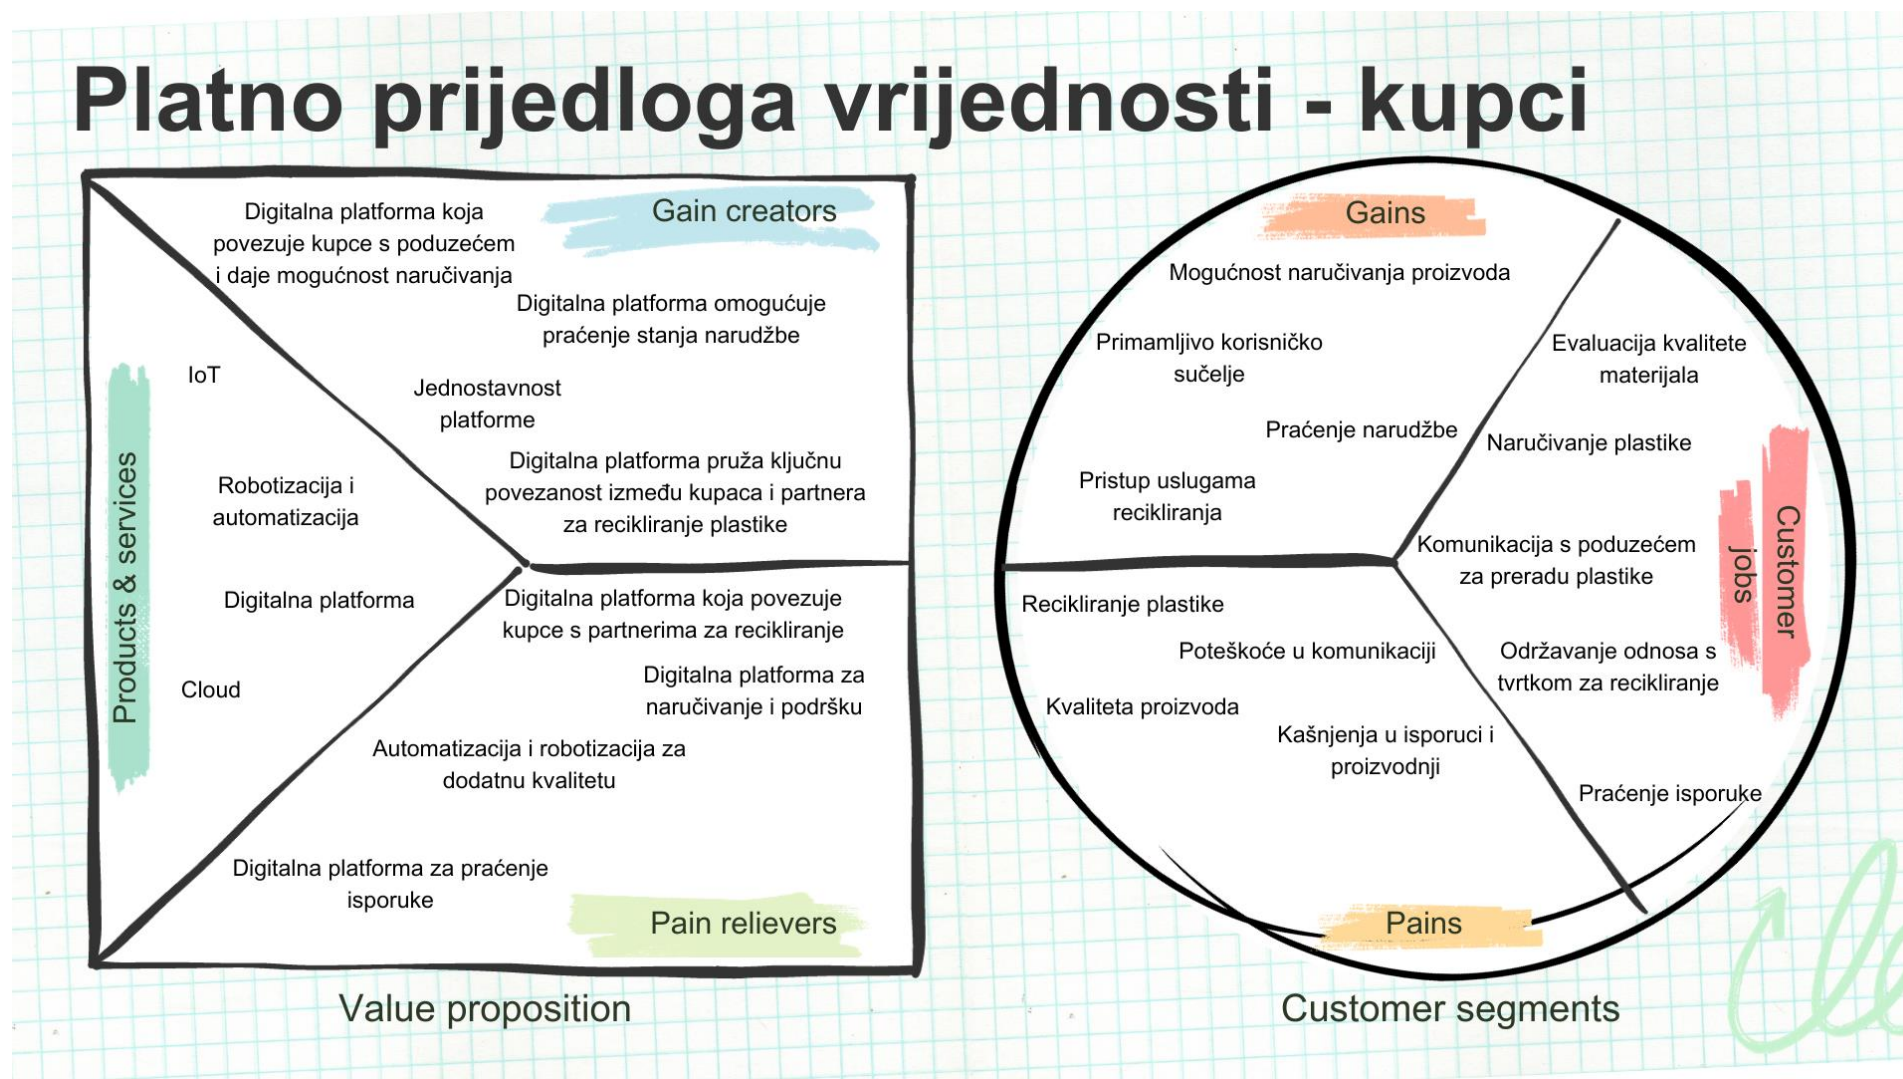 Platno prijedloga vrijednosti - kupci
Digitalna platforma koja
povezuje kupce s poduzećem
i daje mogućnost naručivanja
Gain creators
Digitalna platforma omogućuje
praćenje stanja narudžbe
Jednostavnost
platforme
Digitalna platforma pruža ključnu
povezanost između kupaca i partnera
za recikliranje plastike
Products & services
IoT
Robotizacija i
automatizacija
Digitalna platforma
Cloud
Digitalna platforma koja povezuje
kupce s partnerima za recikliranje
Digitalna platforma za
naručivanje i podršku
Automatizacija i robotizacija za
dodatnu kvalitetu
Digitalna platforma za praćenje
isporuke
Pain relievers
Value proposition
Gains
Mogućnost naručivanja proizvoda
Primamljivo korisničko
sučelje
Praćenje narudžbe
Pristup uslugama
recikliranja
Evaluacija kvalitete
materijala
Naručivanje plastike
Komunikacija s poduzećem
za preradu plastike
Održavanje odnosa s
tvrtkom za recikliranje
Praćenje isporuke
Customer
jobs
Recikliranje plastike
Poteškoće u komunikaciji
Kvaliteta proizvoda
Kašnjenja u isporuci i
proizvodnji
Pains
Customer segments